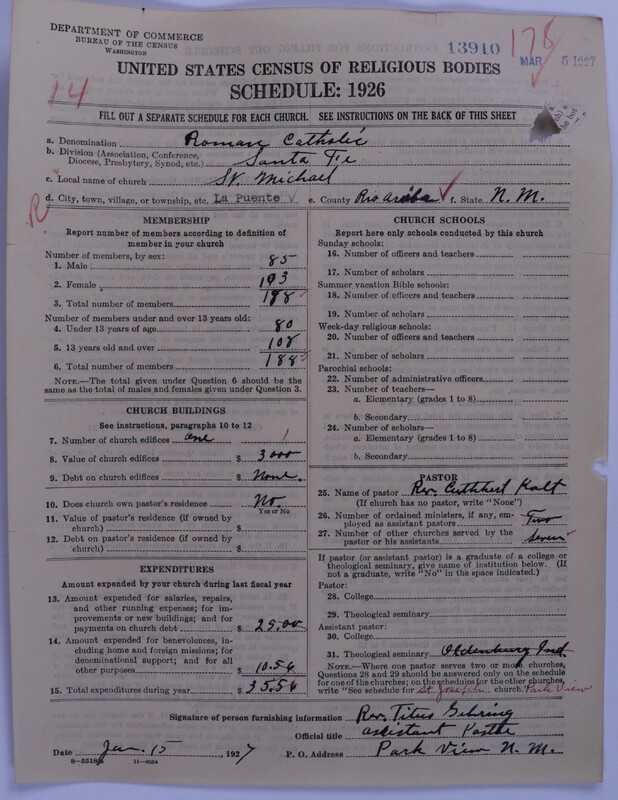 DEPARTMENT OF COMMERCE
BUREAU OF THE CENSUS
WASHINGTON
13910
178
MAR 5 1927
14
UNITED STATES CENSUS OF RELIGIOUS BODIES
SCHEDULE: 1926
FILL OUT A SEPARATE SCHEDULE FOR EACH CHURCH. SEE INSTRUCTIONS ON THE BACK OF THIS SHEET
a. Denomination Roman Catholic
b. Division (Association, Conference, Diocese, Presbytery, Synod, etc.) Santa Fe
c. Local name of church St. Michael
d. City, town, village, or township, etc. La Puente e. County Rio Arriba f. State N. M.
R
MEMBERSHIP
Report number of members according to definition of member in your church
Number of members, by sex:
1. Male 85
2. Female 103
3. Total number of members 188
Number of members under and over 13 years old:
4. Under 13 years of age 80
5. 13 years old and over 108
6. Total number of members 188
NOTE.—The total given under Question 6 should be the same as the total of males and females given under Question 3.
CHURCH BUILDINGS
See instructions, paragraphs 10 to 12
7. Number of church edifices one 1
8. Value of church edifices $ 3000
9. Debt on church edifices $ None.
10. Does church own pastor's residence No.
Yes or No
11. Value of pastor's residence (if owned by church) $
12. Debt on pastor's residence (if owned by church) $
EXPENDITURES
Amount expended by your church during last fiscal year
13. Amount expended for salaries, repairs, and other running expenses; for improvements or new buildings; and for payments on church debt $ 25.00
14. Amount expended for benevolences, including home and foreign missions; for denominational support; and for all other purposes $ 10.54
15. Total expenditures during year $ 35.54
CHURCH SCHOOLS
Report here only schools conducted by this church
Sunday schools:
16. Number of officers and teachers
17. Number of scholars
Summer vacation Bible schools:
18. Number of officers and teachers
19. Number of scholars
Week-day religious schools:
20. Number of officers and teachers
21. Number of scholars
Parochial schools:
22. Number of administrative officers
23. Number of teachers—
a. Elementary (grades 1 to 8)
b. Secondary
24. Number of scholars—
a. Elementary (grades 1 to 8)
b. Secondary
PASTOR
25. Name of pastor Rev. Cuthbert Kalt
(If church has no pastor, write "None")
26. Number of ordained ministers, if any, employed as assistant pastors Two
27. Number of other churches served by the pastor or his assistants seven
If pastor (or assistant pastor) is a graduate of a college or theological seminary, give name of institution below. (If not a graduate, write "No" in the space indicated.)
Pastor:
28. College
29. Theological seminary
Assistant pastor:
30. College
31. Theological seminary Oldenburg Ind
NOTE.—Where one pastor serves two or more churches, Questions 28 and 29 should be answered only on the schedule for one of the churches; on the schedules for the other churches write "See schedule for St Joseph church. Park View
Signature of person furnishing information Rev. Titus Gehring
Official title assistant Pastor
Date Jan. 15, 1927 P. O. Address Park View N. M.
11—9034